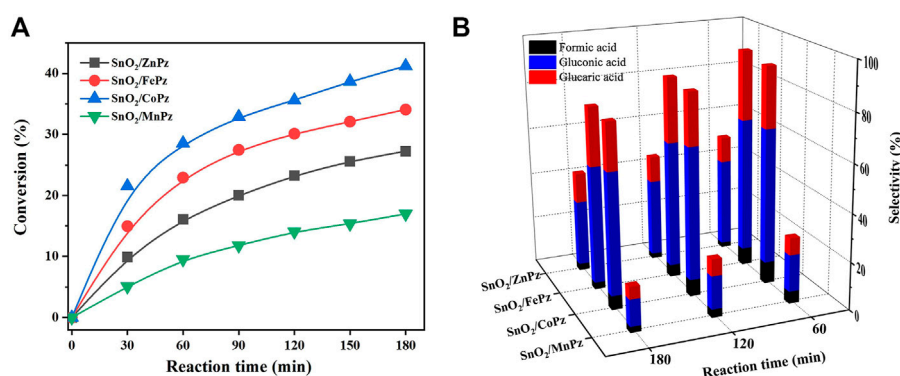 A
SnO2/ZnPz
SnO2/FePz
SnO2/CoPz
SnO2/MnPz
Conversion (%)
40
30
20
10
0
0 30 60 90 120 150 180
Reaction time (min)
B
Formic acid
Gluconic acid
Glucaric acid
100
80
60
40
20
0
Selectivity (%)
SnO2/ZnPz
SnO2/FePz
SnO2/CoPz
SnO2/MnPz
180 120 60
Reaction time (min)